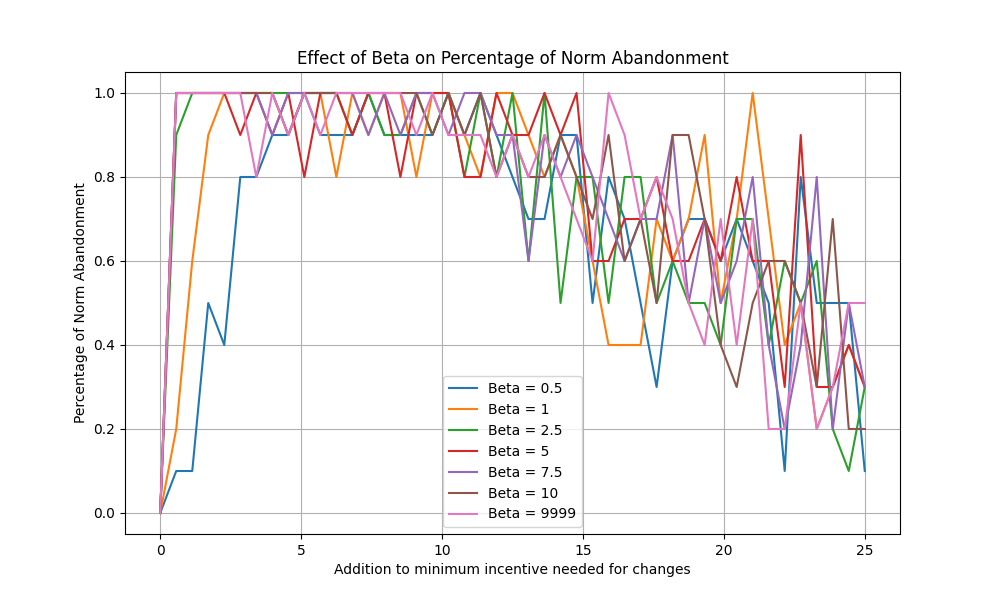 Effect of Beta on Percentage of Norm Abandonment
Percentage of Norm Abandonment
1.0
0.8
0.6
0.4
0.2
0.0
Beta = 0.5
Beta = 1
Beta = 2.5
Beta = 5
Beta = 7.5
Beta = 10
Beta = 9999
0 5 10 15 20 25
Addition to minimum incentive needed for changes